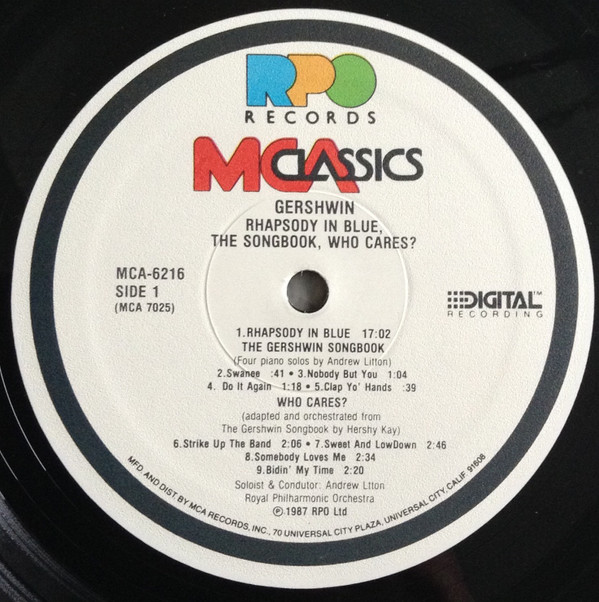 RPO
RECORDS
MCA CLASSICS
GERSHWIN
RHAPSODY IN BLUE,
THE SONGBOOK, WHO CARES?
MCA-6216
SIDE 1
(MCA 7025)
DIGITAL™
RECORDING
1.RHAPSODY IN BLUE 17:02
THE GERSHWIN SONGBOOK
(Four piano solos by Andrew Litton)
2.Swanee :41 • 3.Nobody But You 1:04
4. Do It Again 1:18 • 5.Clap Yo' Hands :39
WHO CARES?
(adapted and orchestrated from
The Gershwin Songbook by Hershy Kay)
6.Strike Up The Band 2:06 • 7.Sweet And LowDown 2:46
8.Somebody Loves Me 2:34
9.Bidin' My Time 2:20
Soloist & Condutor: Andrew Ltton
Royal Philharmonic Orchestra
℗1987 RPO Ltd
MFD. AND DIST. BY MCA RECORDS, INC., 70 UNIVERSAL CITY PLAZA, UNIVERSAL CITY, CALIF. 91608